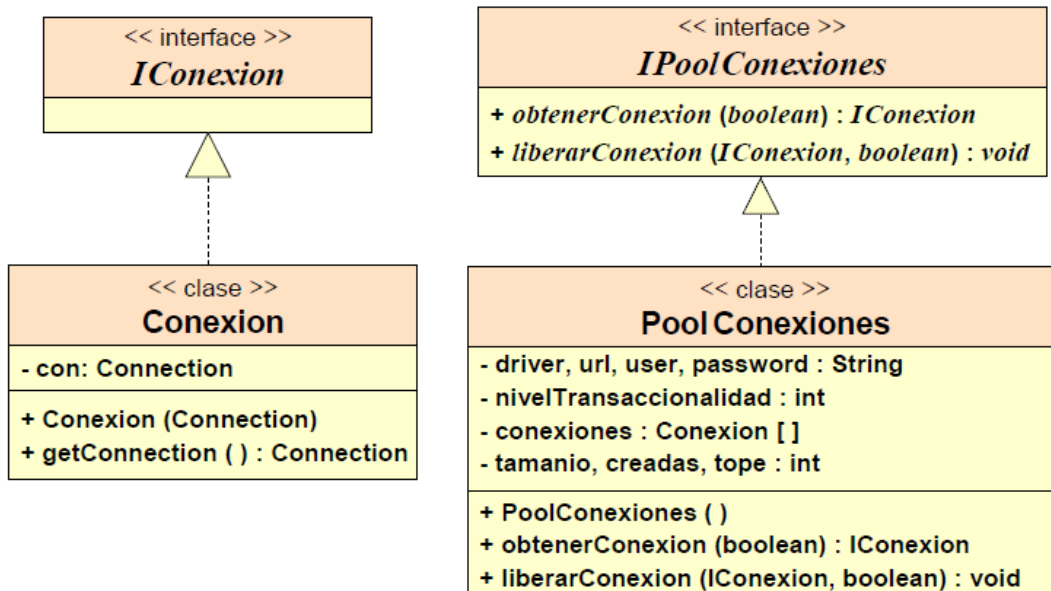 << interface >>
IConexion
<< interface >>
IPoolConexiones
+ obtenerConexion (boolean) : IConexion
+ liberarConexion (IConexion, boolean) : void
<< clase >>
Conexion
- con: Connection
+ Conexion (Connection)
+ getConnection ( ) : Connection
<< clase >>
PoolConexiones
- driver, url, user, password : String
- nivelTransaccionalidad : int
- conexiones : Conexion [ ]
- tamanio, creadas, tope : int
+ PoolConexiones ( )
+ obtenerConexion (boolean) : IConexion
+ liberarConexion (IConexion, boolean) : void